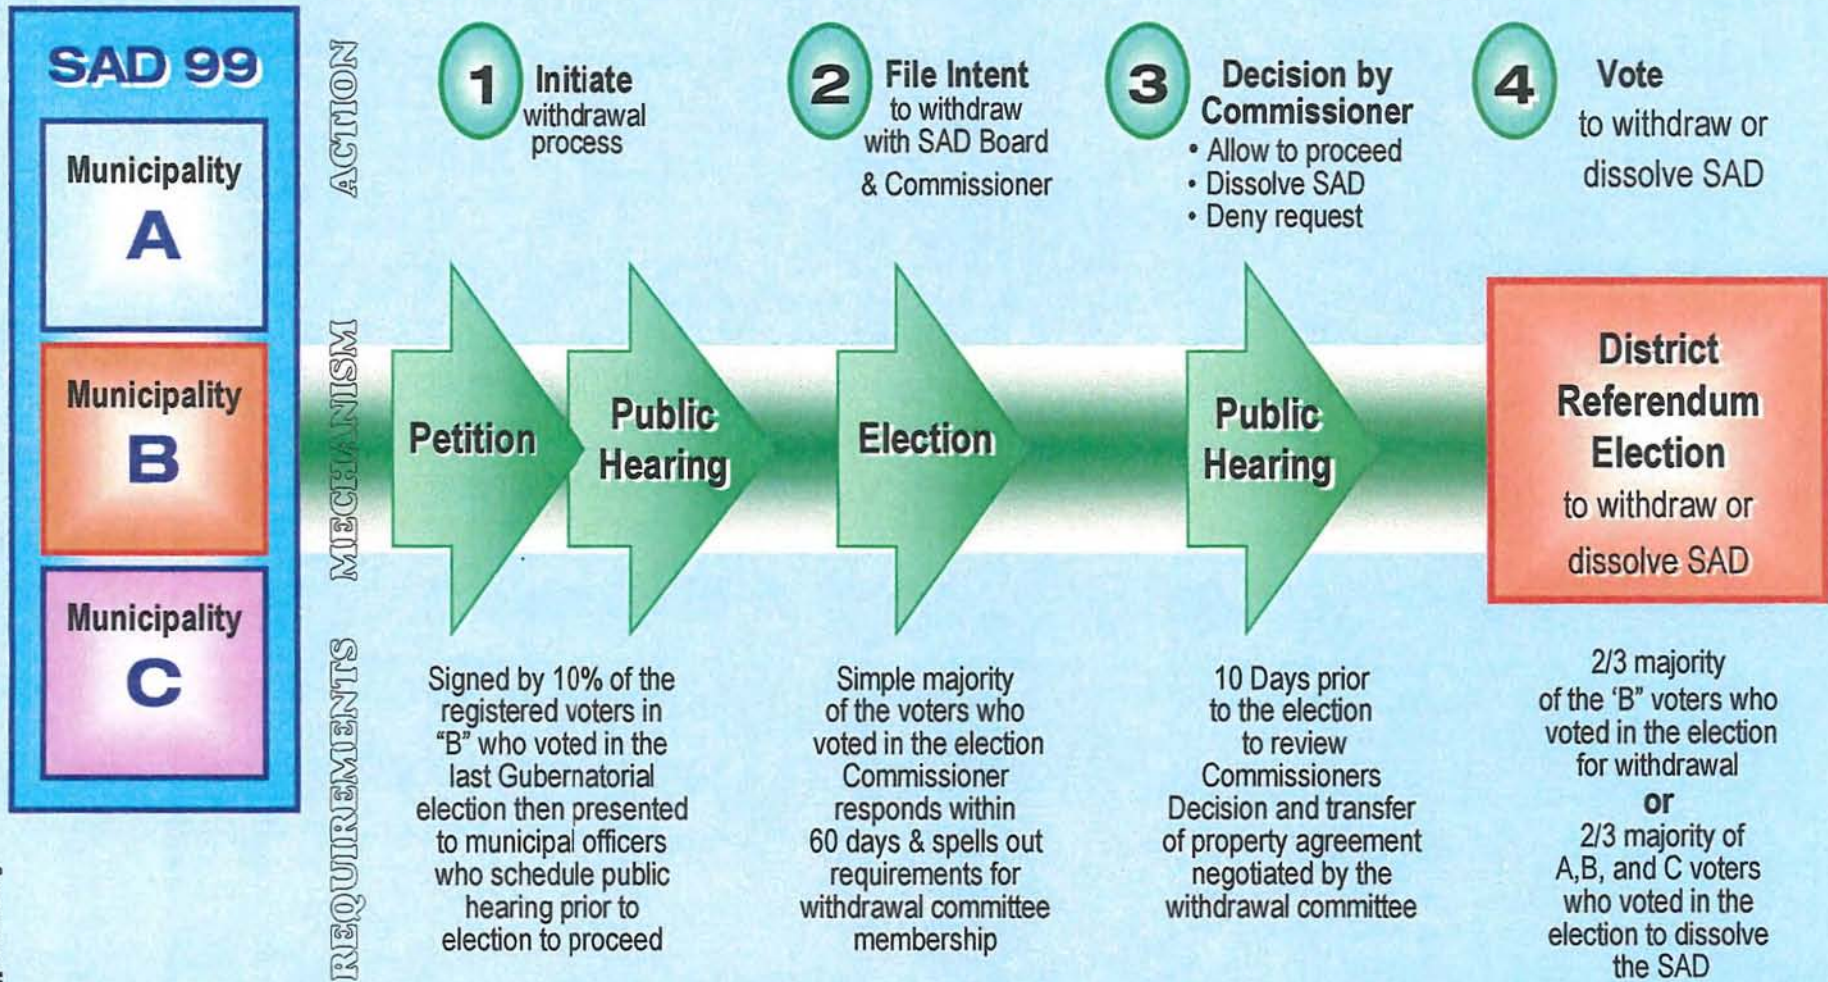 SAD 99
Municipality
A
Municipality
B
Municipality
C
ACTION
1
Initiate
withdrawal
process
2
File Intent
to withdraw
with SAD Board
& Commissioner
3
Decision by
Commissioner
• Allow to proceed
• Dissolve SAD
• Deny request
4
Vote
to withdraw or
dissolve SAD
MECHANISM
Petition
Public
Hearing
Election
Public
Hearing
District
Referendum
Election
to withdraw or
dissolve SAD
REQUIREMENTS
Signed by 10% of the
registered voters in
“B” who voted in the
last Gubernatorial
election then presented
to municipal officers
who schedule public
hearing prior to
election to proceed
Simple majority
of the voters who
voted in the election
Commissioner
responds within
60 days & spells out
requirements for
withdrawal committee
membership
10 Days prior
to the election
to review
Commissioners
Decision and transfer
of property agreement
negotiated by the
withdrawal committee
2/3 majority
of the ‘B” voters who
voted in the election
for withdrawal
or
2/3 majority of
A,B, and C voters
who voted in the
election to dissolve
the SAD